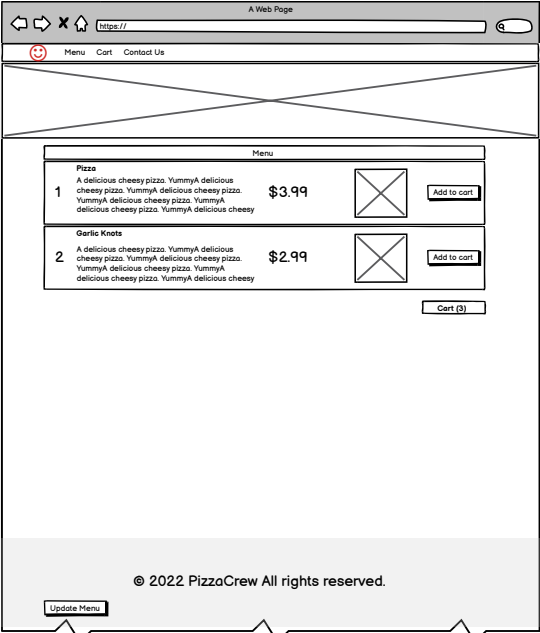 A Web Page
https://
Menu Cart Contact Us
Menu
Pizza
1
A delicious cheesy pizza. YummyA delicious
cheesy pizza. YummyA delicious cheesy pizza.
YummyA delicious cheesy pizza. YummyA
delicious cheesy pizza. YummyA delicious cheesy
$3.99
Add to cart
Garlic Knots
2
A delicious cheesy pizza. YummyA delicious
cheesy pizza. YummyA delicious cheesy pizza.
YummyA delicious cheesy pizza. YummyA
delicious cheesy pizza. YummyA delicious cheesy
$2.99
Add to cart
Cart (3)
© 2022 PizzaCrew All rights reserved.
Update Menu